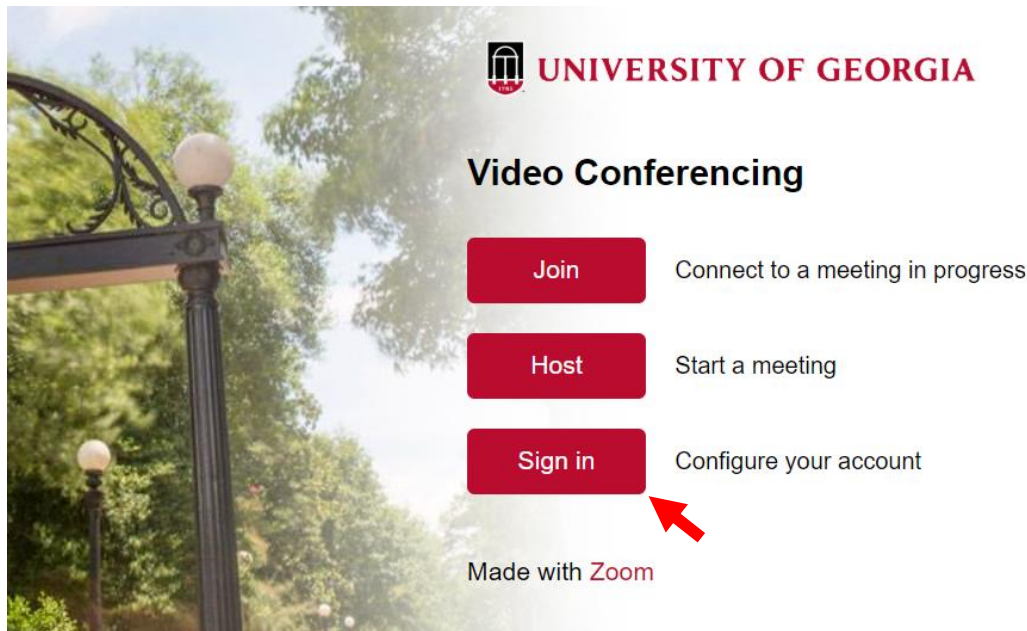 UNIVERSITY OF GEORGIA
1785
Video Conferencing
Join Connect to a meeting in progress
Host Start a meeting
Sign in Configure your account
Made with Zoom